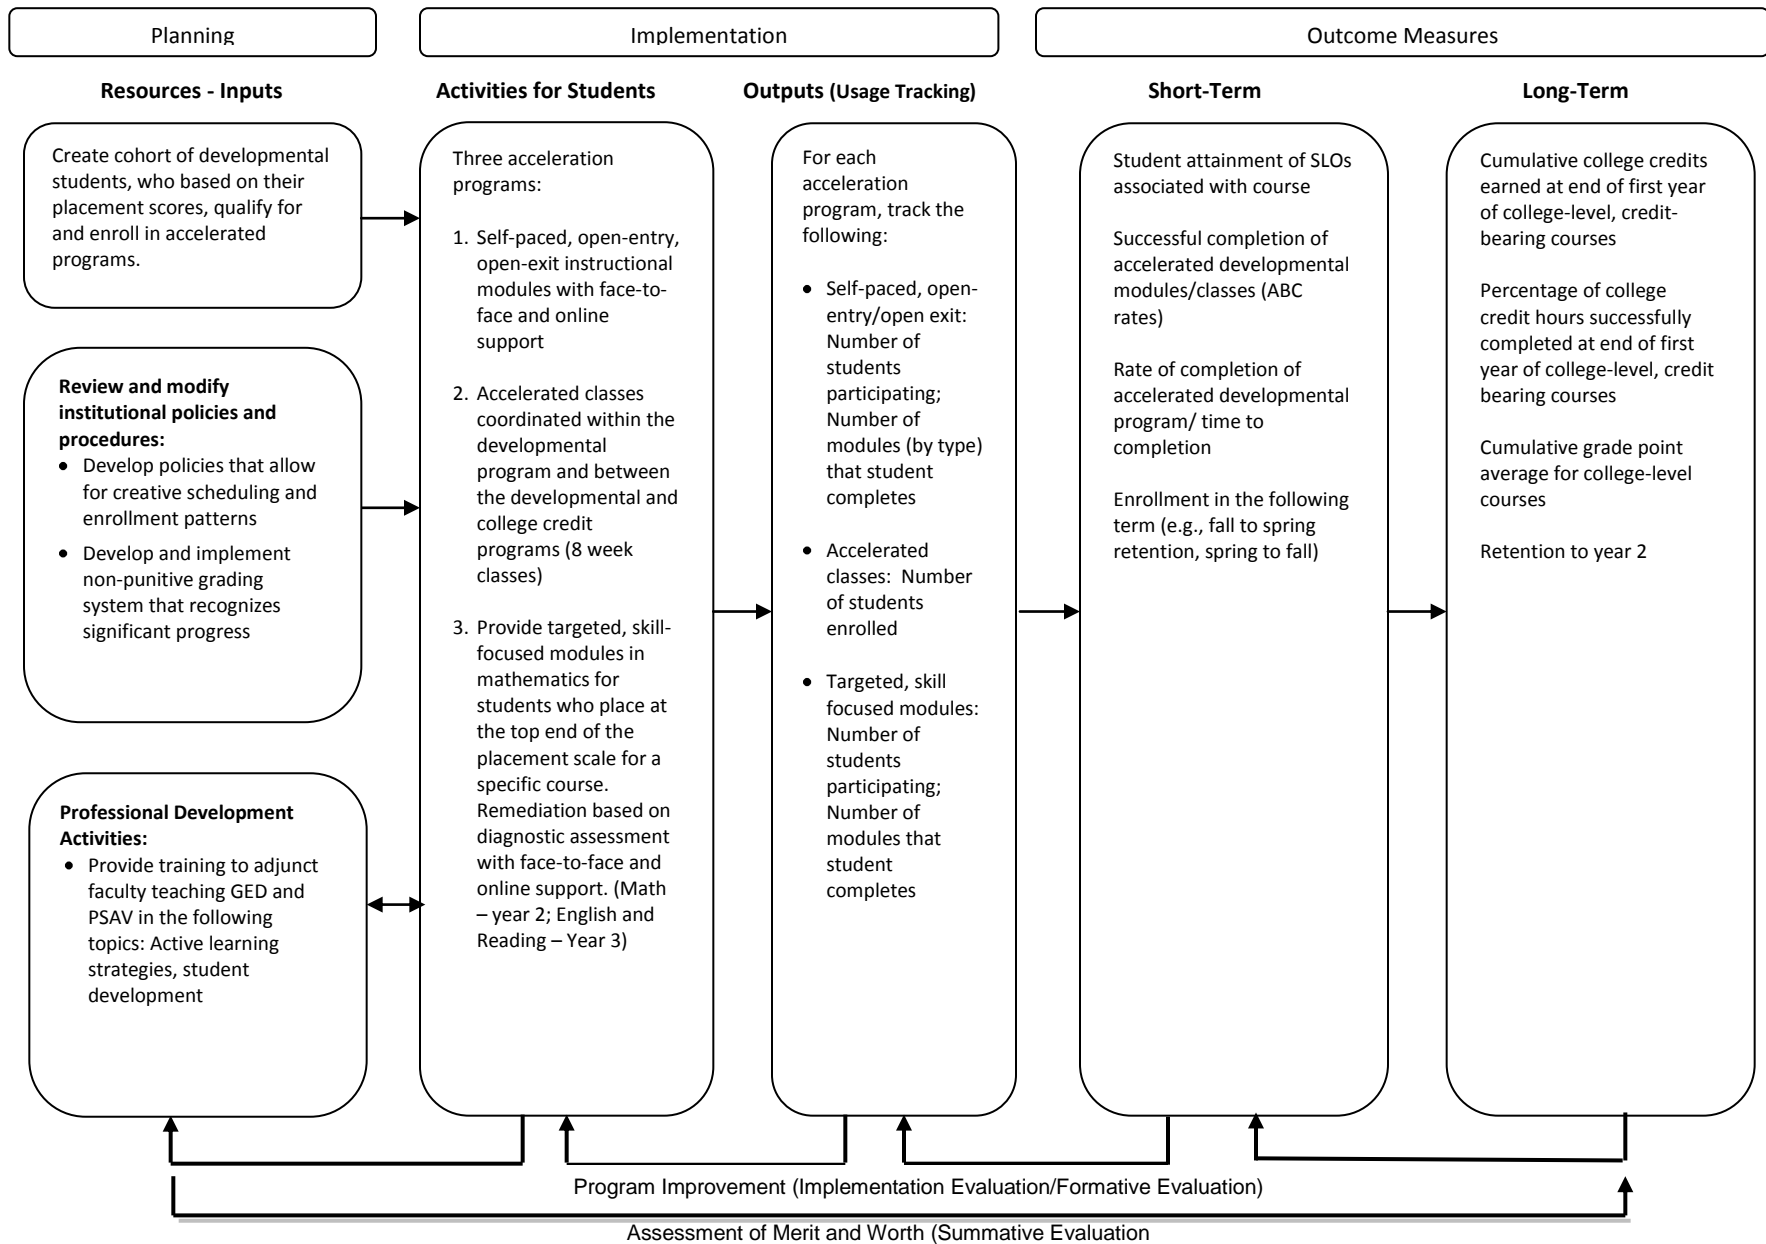 Planning
Implementation
Outcome Measures
Resources - Inputs
Activities for Students
Outputs (Usage Tracking)
Short-Term
Long-Term
Create cohort of developmental
students, who based on their
placement scores, qualify for
and enroll in accelerated
programs.
Review and modify
institutional policies and
procedures:
• Develop policies that allow
for creative scheduling and
enrollment patterns
• Develop and implement
non-punitive grading
system that recognizes
significant progress
Professional Development
Activities:
• Provide training to adjunct
faculty teaching GED and
PSAV in the following
topics: Active learning
strategies, student
development
Three acceleration
programs:
1. Self-paced, open-entry,
open-exit instructional
modules with face-to-
face and online
support
2. Accelerated classes
coordinated within the
developmental
program and between
the developmental and
college credit
programs (8 week
classes)
3. Provide targeted, skill-
focused modules in
mathematics for
students who place at
the top end of the
placement scale for a
specific course.
Remediation based on
diagnostic assessment
with face-to-face and
online support. (Math
– year 2; English and
Reading – Year 3)
For each
acceleration
program, track the
following:
• Self-paced, open-
entry/open exit:
Number of
students
participating;
Number of
modules (by type)
that student
completes
• Accelerated
classes:  Number
of students
enrolled
• Targeted, skill
focused modules:
Number of
students
participating;
Number of
modules that
student
completes
Student attainment of SLOs
associated with course
Successful completion of
accelerated developmental
modules/classes (ABC
rates)
Rate of completion of
accelerated developmental
program/ time to
completion
Enrollment in the following
term (e.g., fall to spring
retention, spring to fall)
Cumulative college credits
earned at end of first year
of college-level, credit-
bearing courses
Percentage of college
credit hours successfully
completed at end of first
year of college-level, credit
bearing courses
Cumulative grade point
average for college-level
courses
Retention to year 2
Program Improvement (Implementation Evaluation/Formative Evaluation)
Assessment of Merit and Worth (Summative Evaluation